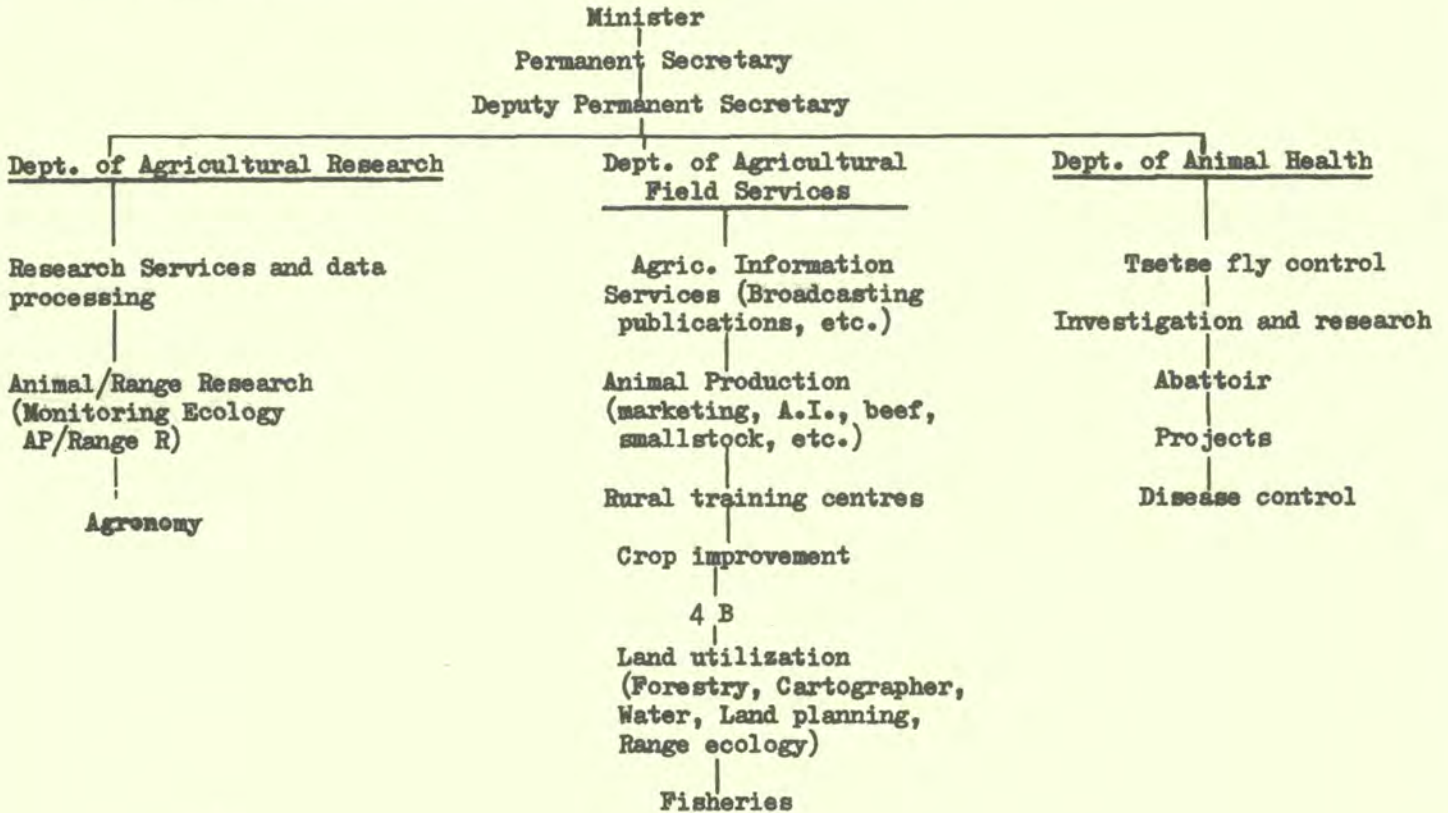 Minister
Permanent Secretary
Deputy Permanent Secretary
Dept. of Agricultural Research
Research Services and data
processing
Animal/Range Research
(Monitoring Ecology
AP/Range R)
Agronomy
Dept. of Agricultural
Field Services
Agric. Information
Services (Broadcasting
publications, etc.)
Animal Production
(marketing, A.I., beef,
smallstock, etc.)
Rural training centres
Crop improvement
4 B
Land utilization
(Forestry, Cartographer,
Water, Land planning,
Range ecology)
Fisheries
Dept. of Animal Health
Tsetse fly control
Investigation and research
Abattoir
Projects
Disease control